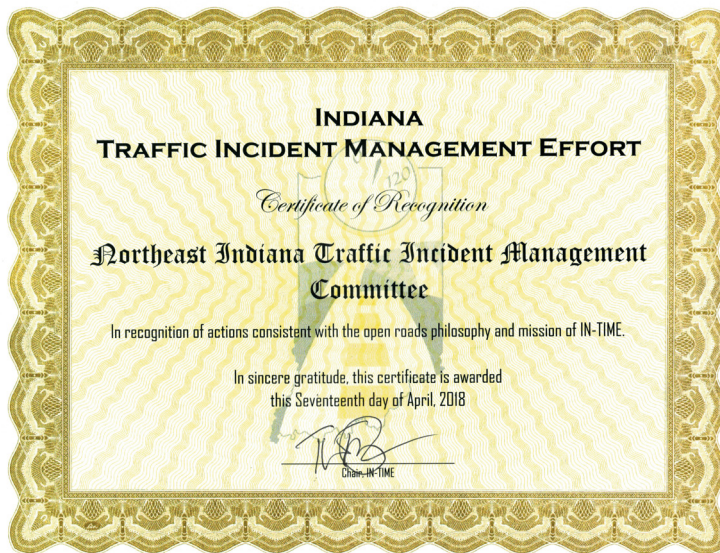 INDIANA
TRAFFIC INCIDENT MANAGEMENT EFFORT
120
Certificate of Recognition
Northeast Indiana Traffic Incident Management
Committee
In recognition of actions consistent with the open roads philosophy and mission of IN-TIME.
In sincere gratitude, this certificate is awarded
this Seventeenth day of April, 2018
Chair, IN-TIME